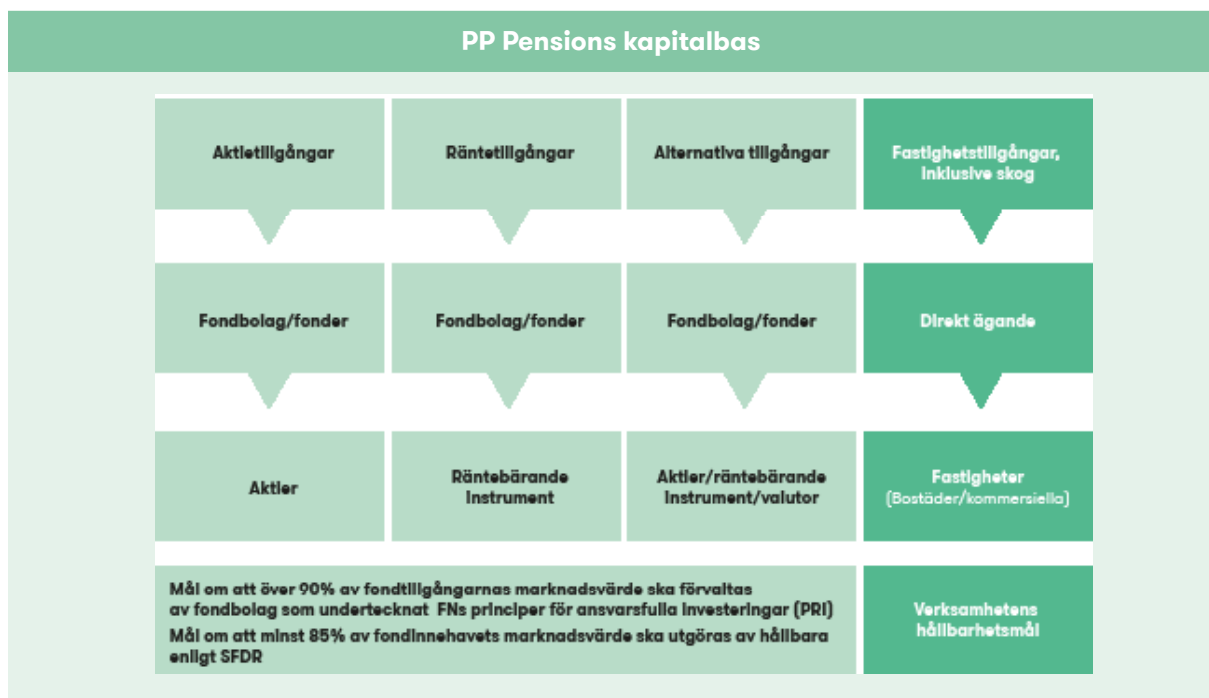 PP Pensions kapitalbas
Aktietillgångar
Räntetillgångar
Alternativa tillgångar
Fastighetstillgångar,
inklusive skog
Fondbolag/fonder
Fondbolag/fonder
Fondbolag/fonder
Direkt ägande
Aktier
Räntebärande
instrument
Aktier/räntebärande
instrument/valutor
Fastigheter
(Bostäder/kommersiella)
Mål om att över 90% av fondtillgångarnas marknadsvärde ska förvaltas
av fondbolag som undertecknat FNs principer för ansvarsfulla investeringar (PRI)
Mål om att minst 85% av fondinnehavets marknadsvärde ska utgöras av hållbara
enligt SFDR
Verksamhetens
hållbarhetsmål